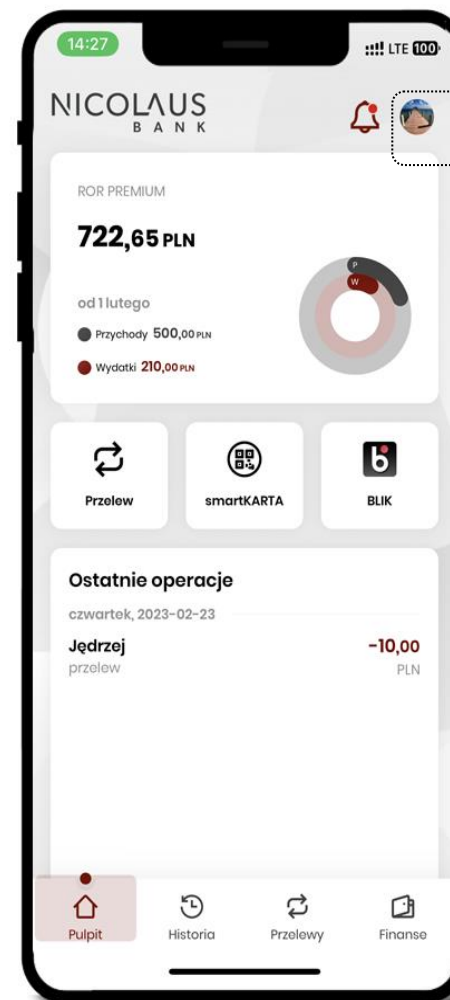 14:27
LTE 100
NICOLAUS
BANK
ROR PREMIUM
722,65 PLN
od 1 lutego
Przychody 500,00 PLN
Wydatki 210,00 PLN
P
W
Przelew
smartKARTA
BLIK
Ostatnie operacje
czwartek, 2023-02-23
Jędrzej -10,00
przelew PLN
Pulpit
Historia
Przelewy
Finanse